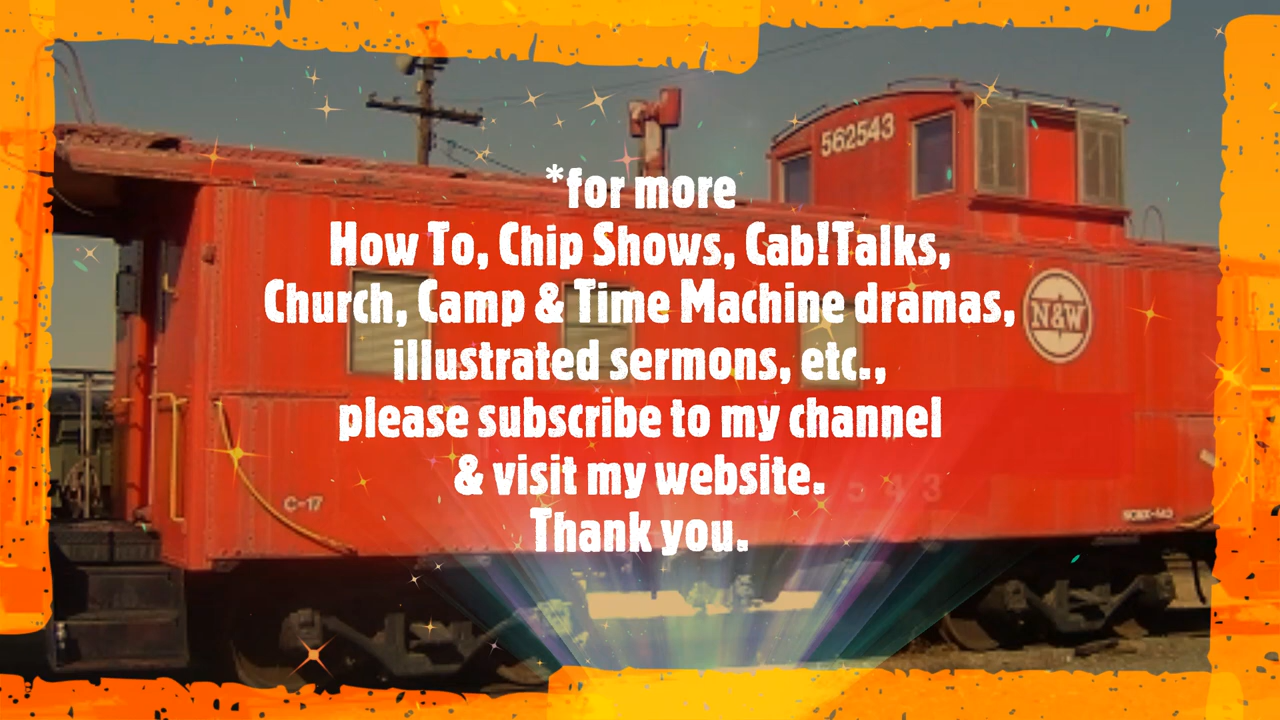 562543
*for more
How To, Chip Shows, Cab!Talks,
Church, Camp & Time Machine dramas,
N&W
illustrated sermons, etc.,
please subscribe to my channel
& visit my website.
543
C-17
Thank you.